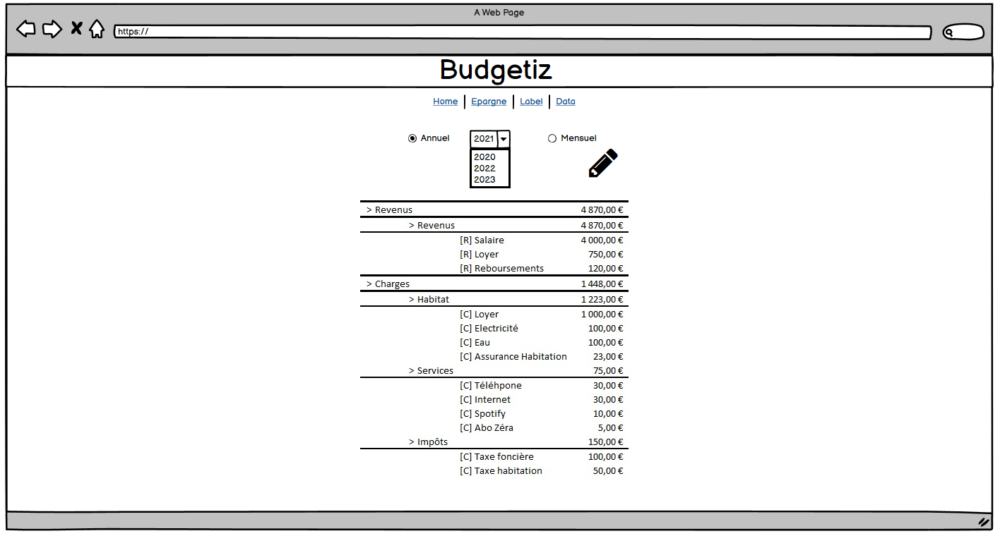 A Web Page
https://
Budgetiz
Home Epargne Label Data
Annuel 2021 Mensuel
2020
2022
2023
> Revenus 4 870,00 €
> Revenus 4 870,00 €
[R] Salaire 4 000,00 €
[R] Loyer 750,00 €
[R] Reboursements 120,00 €
> Charges 1 448,00 €
> Habitat 1 223,00 €
[C] Loyer 1 000,00 €
[C] Electricité 100,00 €
[C] Eau 100,00 €
[C] Assurance Habitation 23,00 €
> Services 75,00 €
[C] Téléhpone 30,00 €
[C] Internet 30,00 €
[C] Spotify 10,00 €
[C] Abo Zéra 5,00 €
> Impôts 150,00 €
[C] Taxe foncière 100,00 €
[C] Taxe habitation 50,00 €